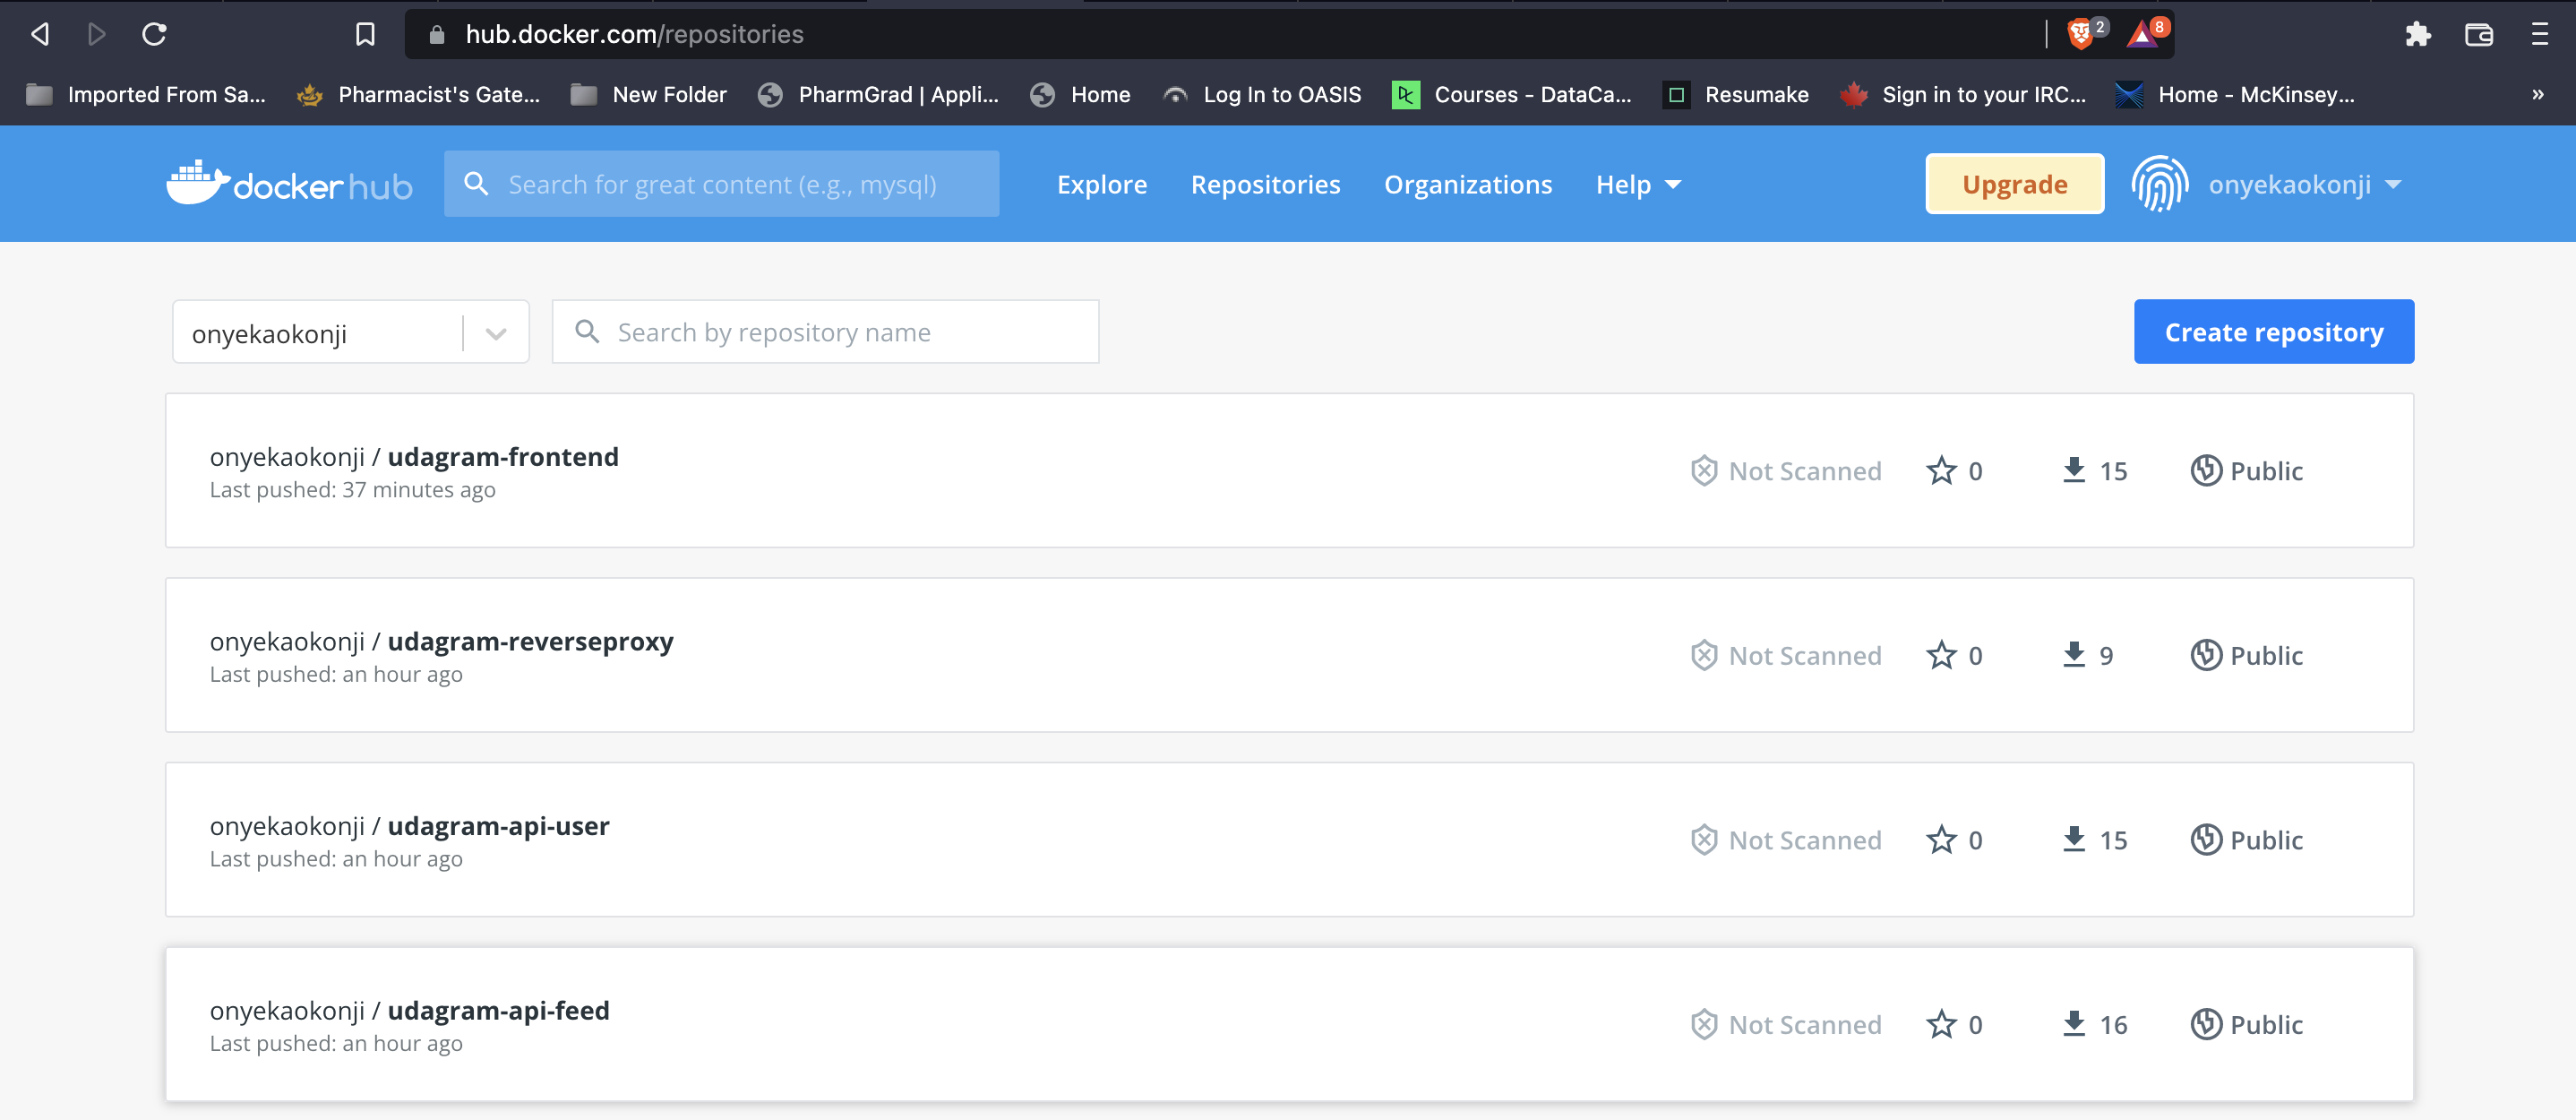 hub.docker.com/repositories
2
8
Imported From Sa...
Pharmacist's Gate...
New Folder
PharmGrad | Appli...
Home
Log In to OASIS
DC
Courses - DataCa...
Resumake
Sign in to your IRC...
Home - McKinsey...
»
docker hub
Search for great content (e.g., mysql)
Explore
Repositories
Organizations
Help
Upgrade
onyekaokonji
onyekaokonji
Search by repository name
Create repository
onyekaokonji / udagram-frontend
Last pushed: 37 minutes ago
Not Scanned
0
15
Public
onyekaokonji / udagram-reverseproxy
Last pushed: an hour ago
Not Scanned
0
9
Public
onyekaokonji / udagram-api-user
Last pushed: an hour ago
Not Scanned
0
15
Public
onyekaokonji / udagram-api-feed
Last pushed: an hour ago
Not Scanned
0
16
Public